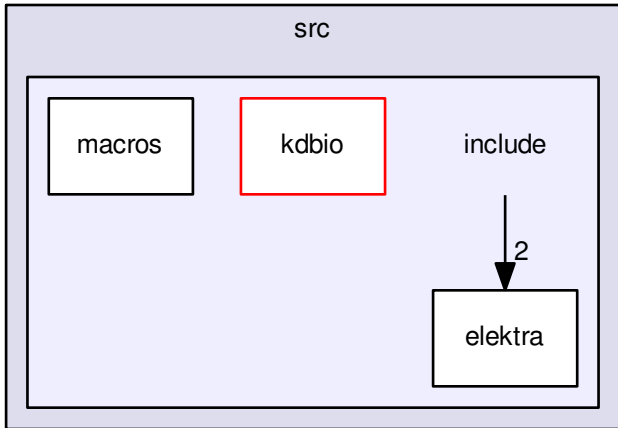 src
macros
kdbio
include
2
elektra